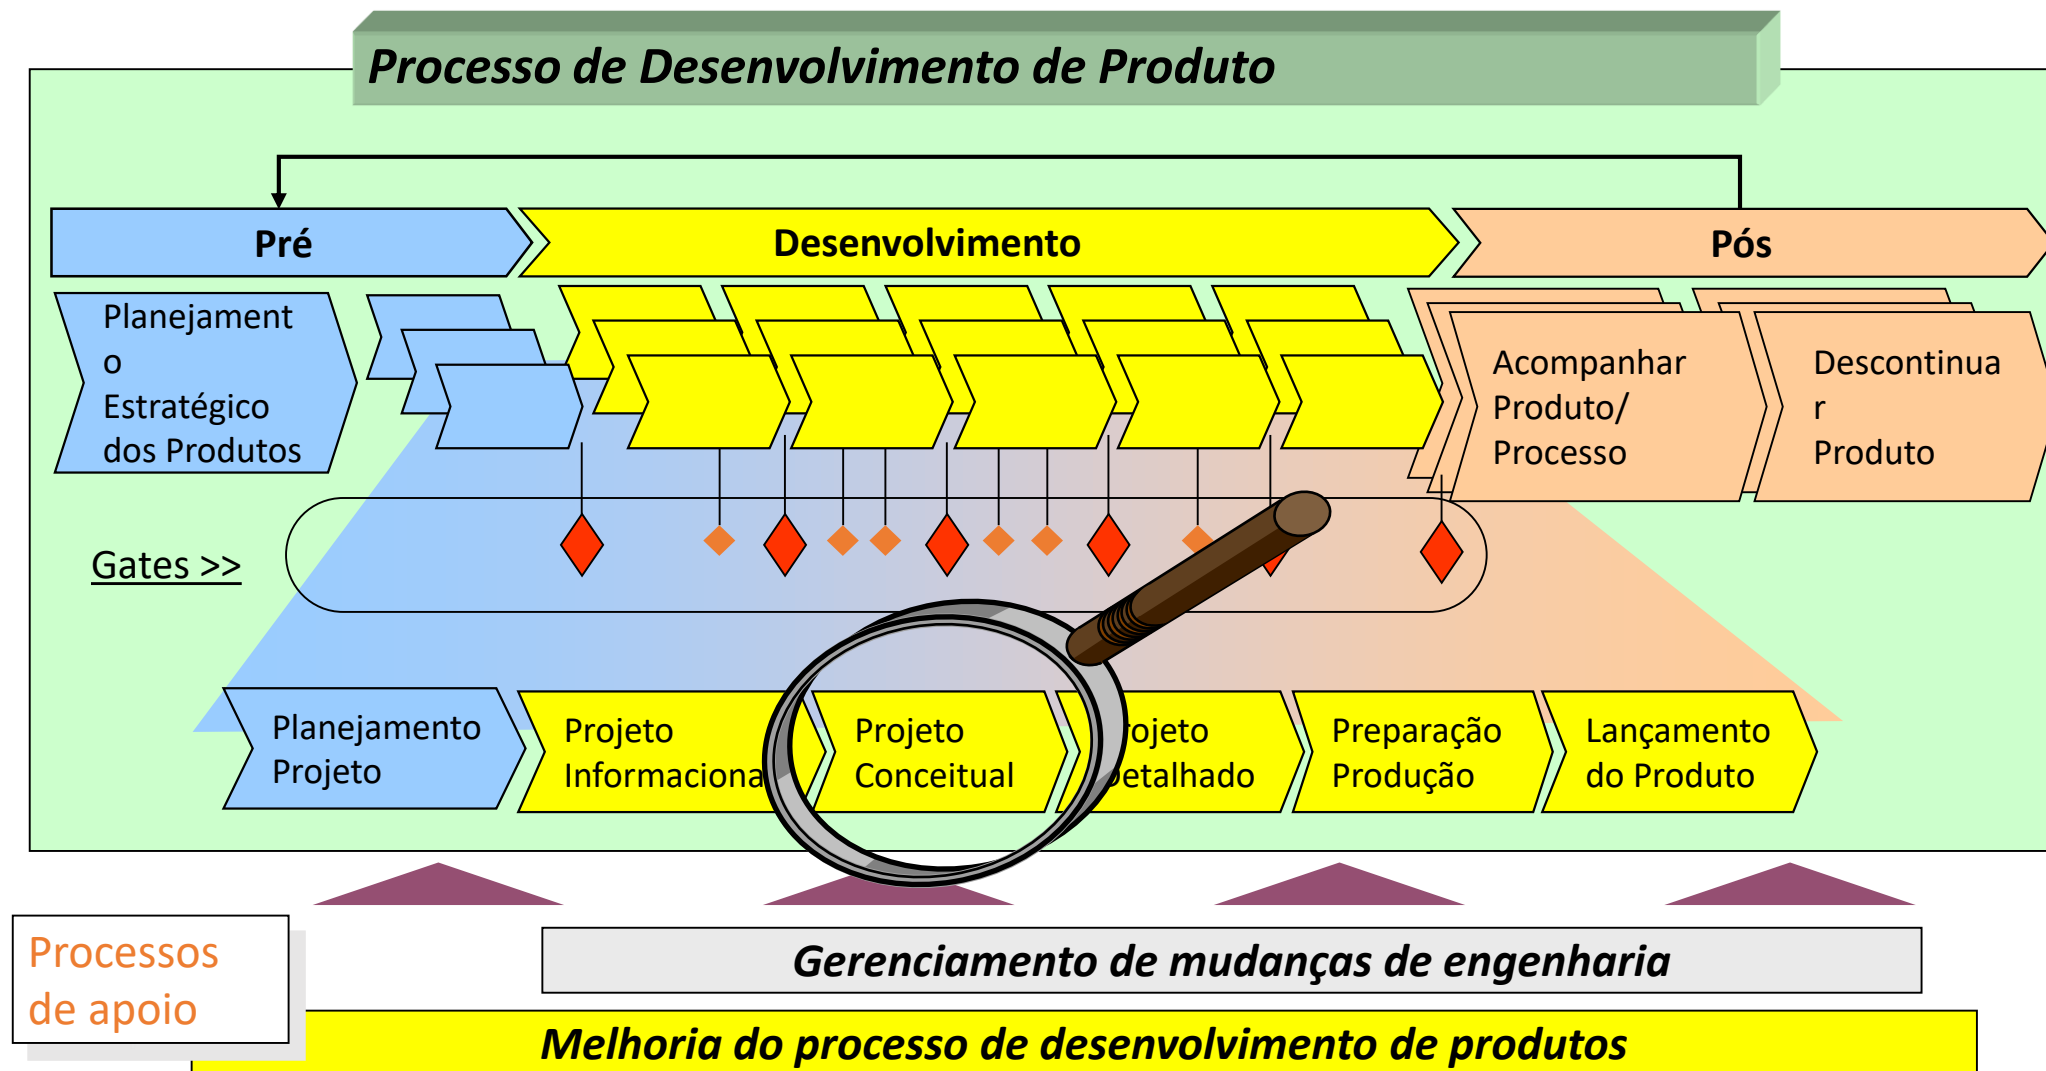 Processo de Desenvolvimento de Produto
Pré
Desenvolvimento
Pós
Planejament
o
Estratégico
dos Produtos
Acompanhar
Produto/
Processo
Descontinua
r
Produto
Gates >>
Planejamento
Projeto
Projeto
Informaciona
Projeto
Conceitual
rojeto
Detalhado
Preparação
Produção
Lançamento
do Produto
Processos
de apoio
Gerenciamento de mudanças de engenharia
Melhoria do processo de desenvolvimento de produtos